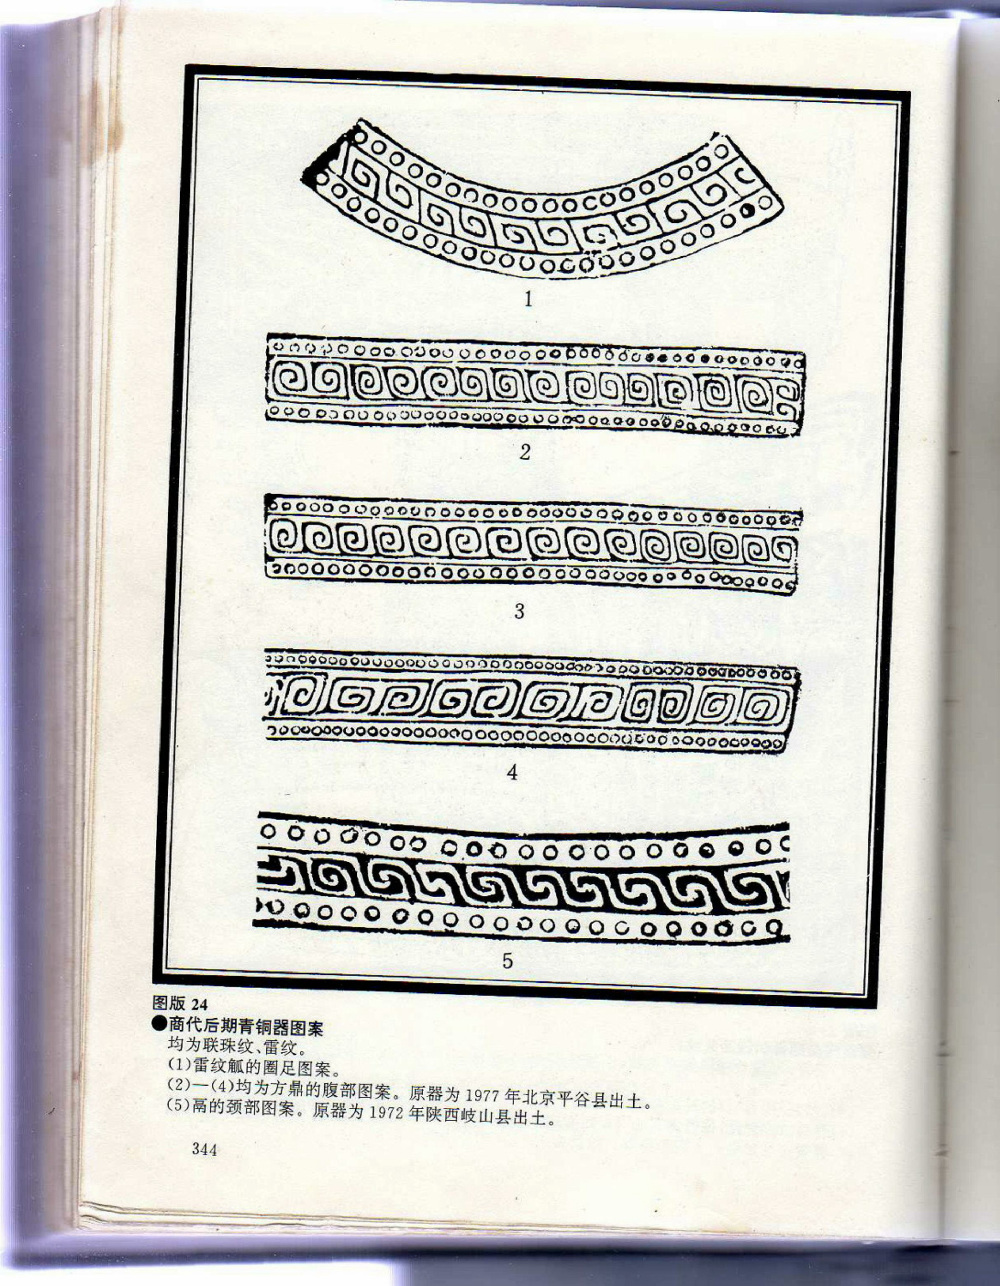 1
2
3
4
5
图版 24
●商代后期青铜器图案
均为联珠纹、雷纹。
(1)雷纹觚的圈足图案。
(2)—(4)均为方鼎的腹部图案。原器为 1977 年北京平谷县出土。
(5)鬲的颈部图案。原器为 1972 年陕西岐山县出土。
344